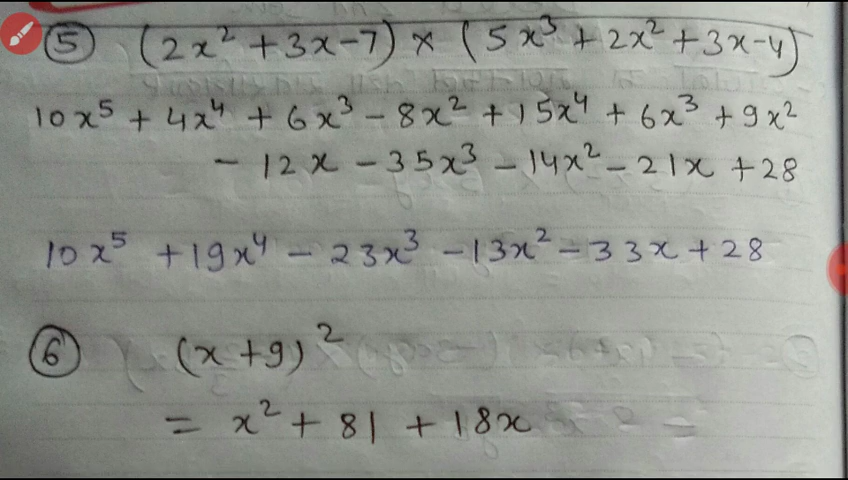 ⑤ (2x² + 3x - 7) × (5x³ + 2x² + 3x - 4)
10x⁵ + 4x⁴ + 6x³ - 8x² + 15x⁴ + 6x³ + 9x²
- 12x - 35x³ - 14x² - 21x + 28
10x⁵ + 19x⁴ - 23x³ - 13x² - 33x + 28
⑥ (x + 9)²
= x² + 81 + 18x